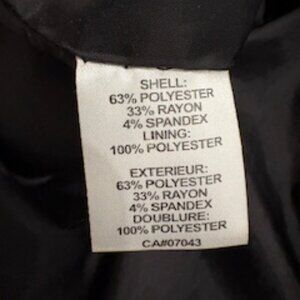 SHELL:
63% POLYESTER
33% RAYON
4% SPANDEX
LINING:
100% POLYESTER
EXTERIEUR:
63% POLYESTER
33% RAYON
4% SPANDEX
DOUBLURE:
100% POLYESTER
CA#07043